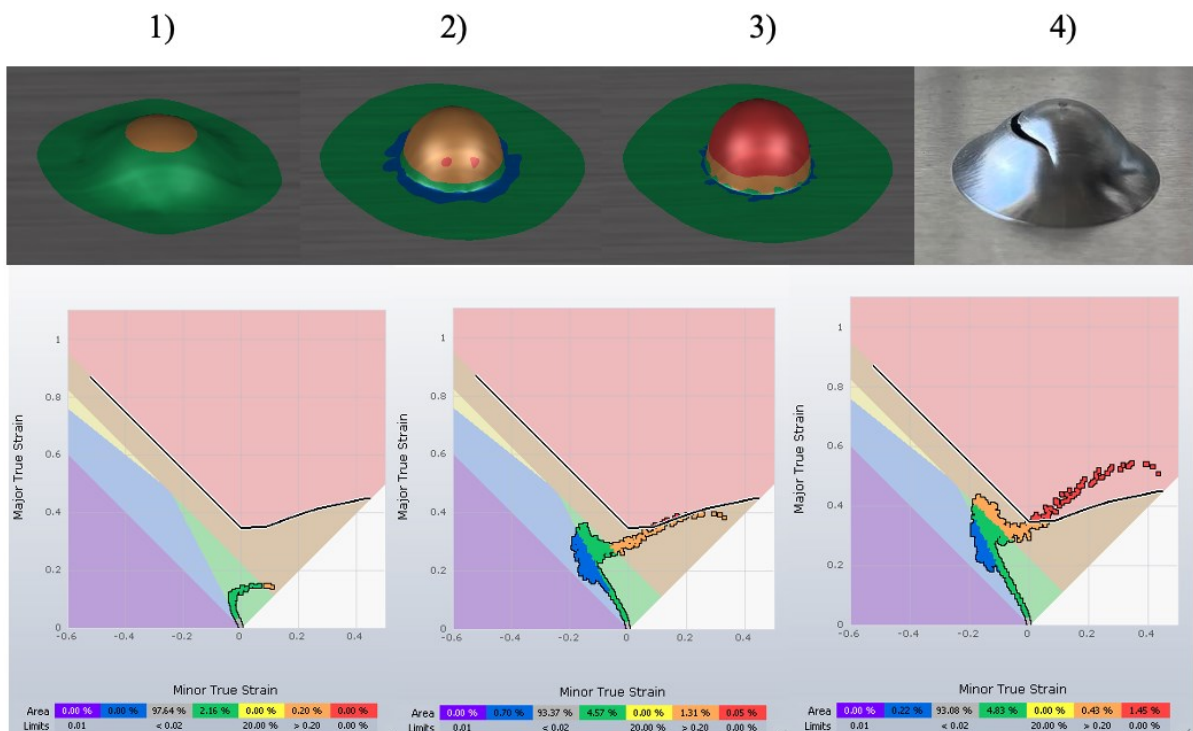 1) 2) 3) 4)
1 1 1
0.8 0.8 0.8
0.6 0.6 0.6
0.4 0.4 0.4
0.2 0.2 0.2
0 0 0
Major True Strain Major True Strain Major True Strain
-0.6 -0.4 -0.2 0 0.2 0.4 -0.6 -0.4 -0.2 0 0.2 0.4 -0.6 -0.4 -0.2 0 0.2 0.4
Minor True Strain Minor True Strain Minor True Strain
Area 0.00 % 0.00 % 97.64 % 2.16 % 0.00 % 0.20 % 0.00 % Area 0.00 % 0.70 % 93.37 % 4.57 % 0.00 % 1.31 % 0.05 % Area 0.00 % 0.22 % 93.08 % 4.83 % 0.00 % 0.43 % 1.45 %
Limits 0.01 < 0.02 20.00 % > 0.20 0.00 % Limits 0.01 < 0.02 20.00 % > 0.20 0.00 % Limits 0.01 < 0.02 20.00 % > 0.20 0.00 %